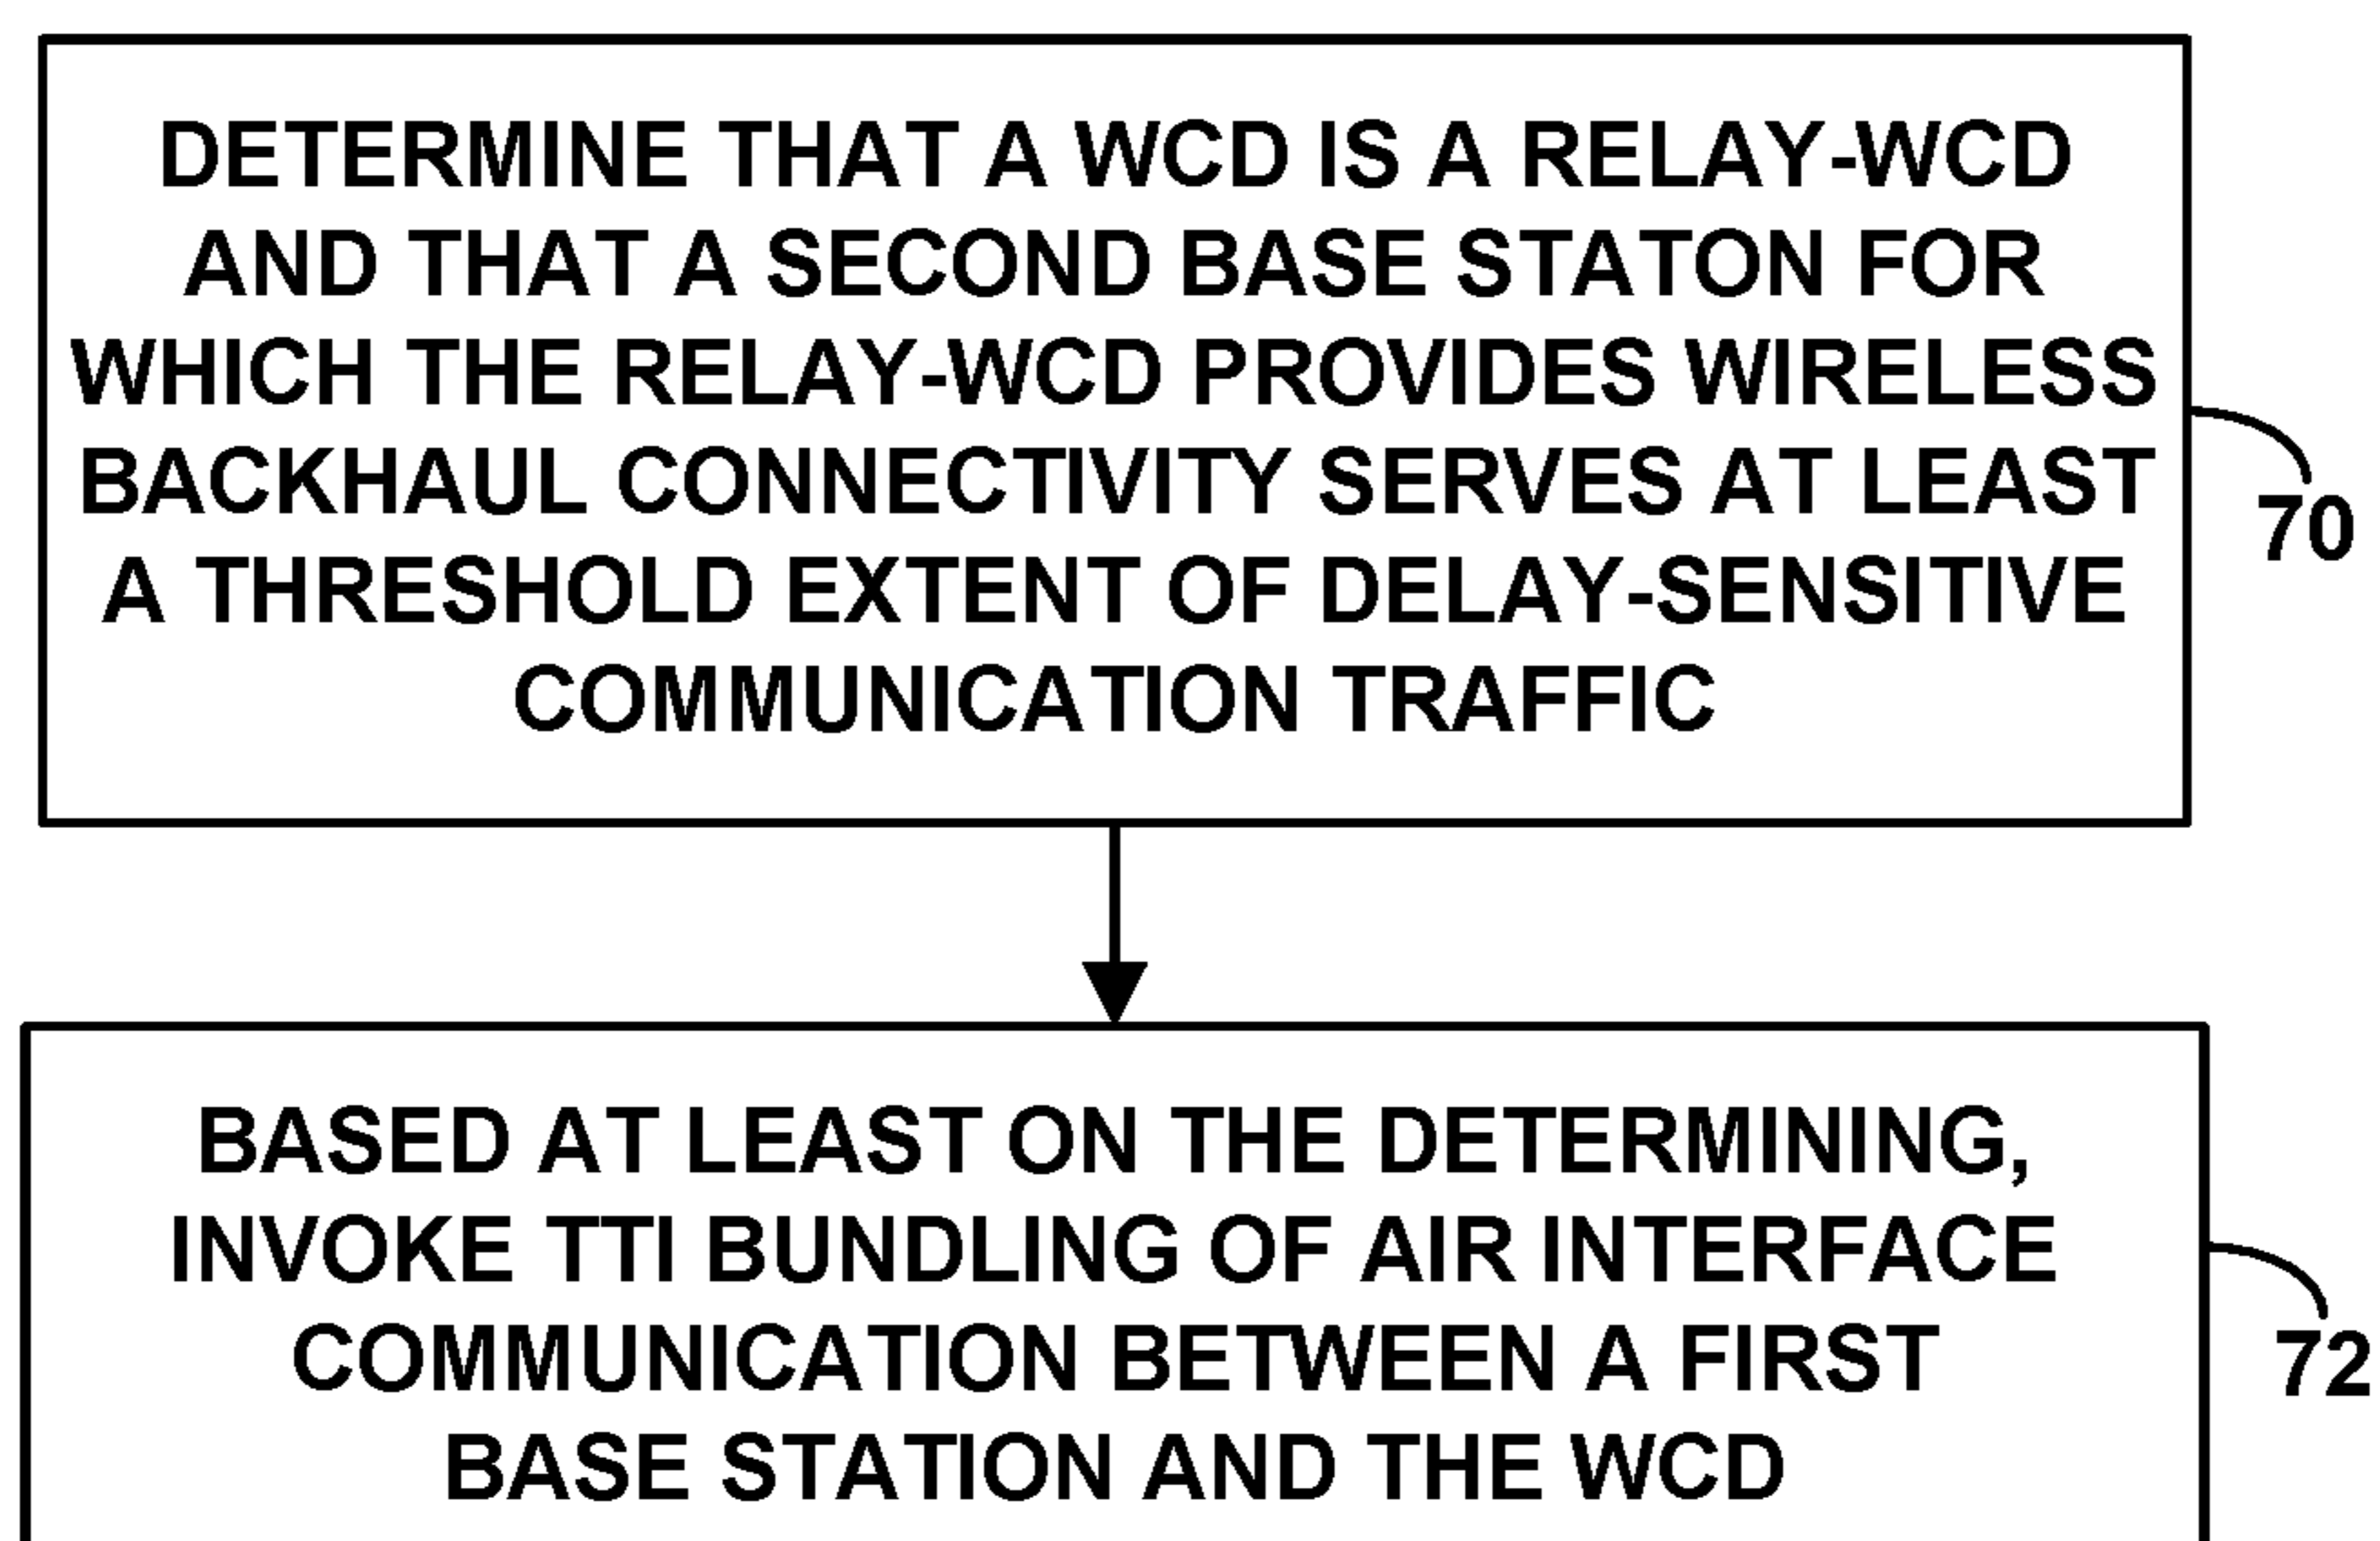 DETERMINE THAT A WCD IS A RELAY-WCD
AND THAT A SECOND BASE STATON FOR
WHICH THE RELAY-WCD PROVIDES WIRELESS
BACKHAUL CONNECTIVITY SERVES AT LEAST
A THRESHOLD EXTENT OF DELAY-SENSITIVE
COMMUNICATION TRAFFIC
70
BASED AT LEAST ON THE DETERMINING,
INVOKE TTI BUNDLING OF AIR INTERFACE
COMMUNICATION BETWEEN A FIRST
BASE STATION AND THE WCD
72